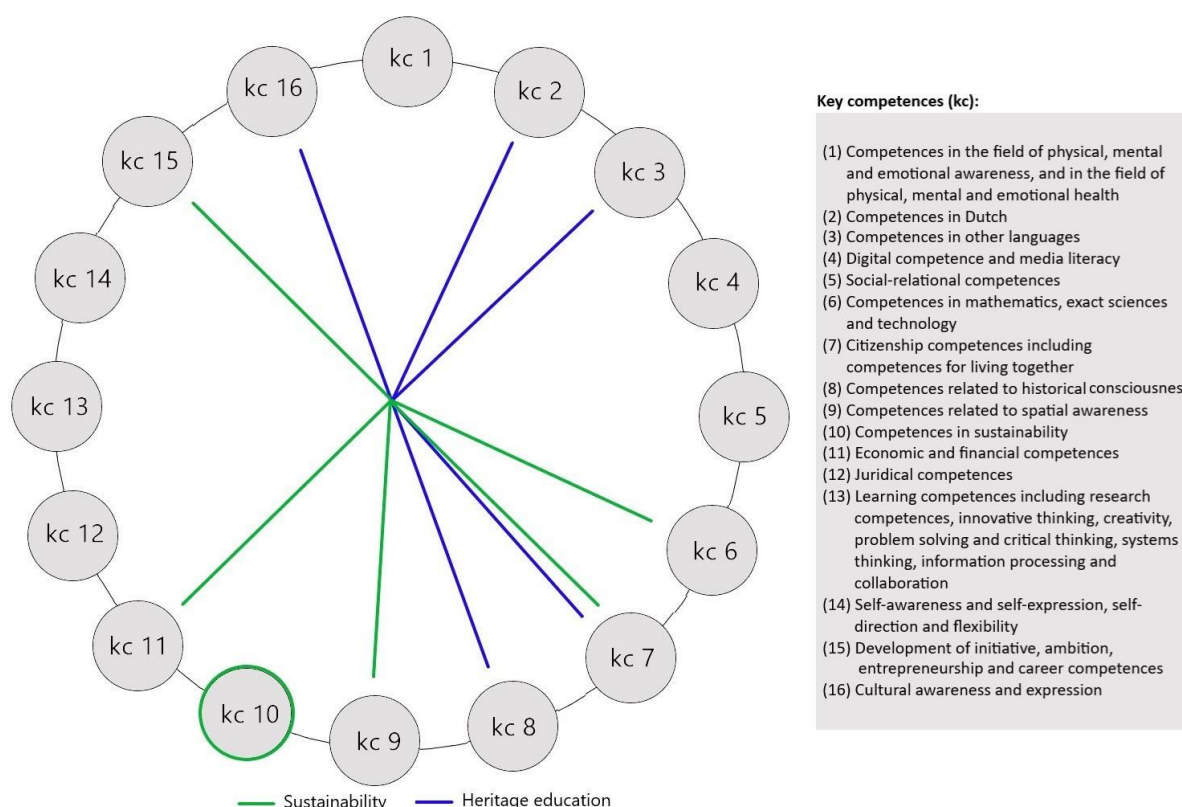 kc 1
kc 2
kc 3
kc 4
kc 5
kc 6
kc 7
kc 8
kc 9
kc 10
kc 11
kc 12
kc 13
kc 14
kc 15
kc 16
Sustainability
Heritage education
Key competences (kc):
(1) Competences in the field of physical, mental
and emotional awareness, and in the field of
physical, mental and emotional health
(2) Competences in Dutch
(3) Competences in other languages
(4) Digital competence and media literacy
(5) Social-relational competences
(6) Competences in mathematics, exact sciences
and technology
(7) Citizenship competences including
competences for living together
(8) Competences related to historical consciousnes
(9) Competences related to spatial awareness
(10) Competences in sustainability
(11) Economic and financial competences
(12) Juridical competences
(13) Learning competences including research
competences, innovative thinking, creativity,
problem solving and critical thinking, systems
thinking, information processing and
collaboration
(14) Self-awareness and self-expression, self-
direction and flexibility
(15) Development of initiative, ambition,
entrepreneurship and career competences
(16) Cultural awareness and expression